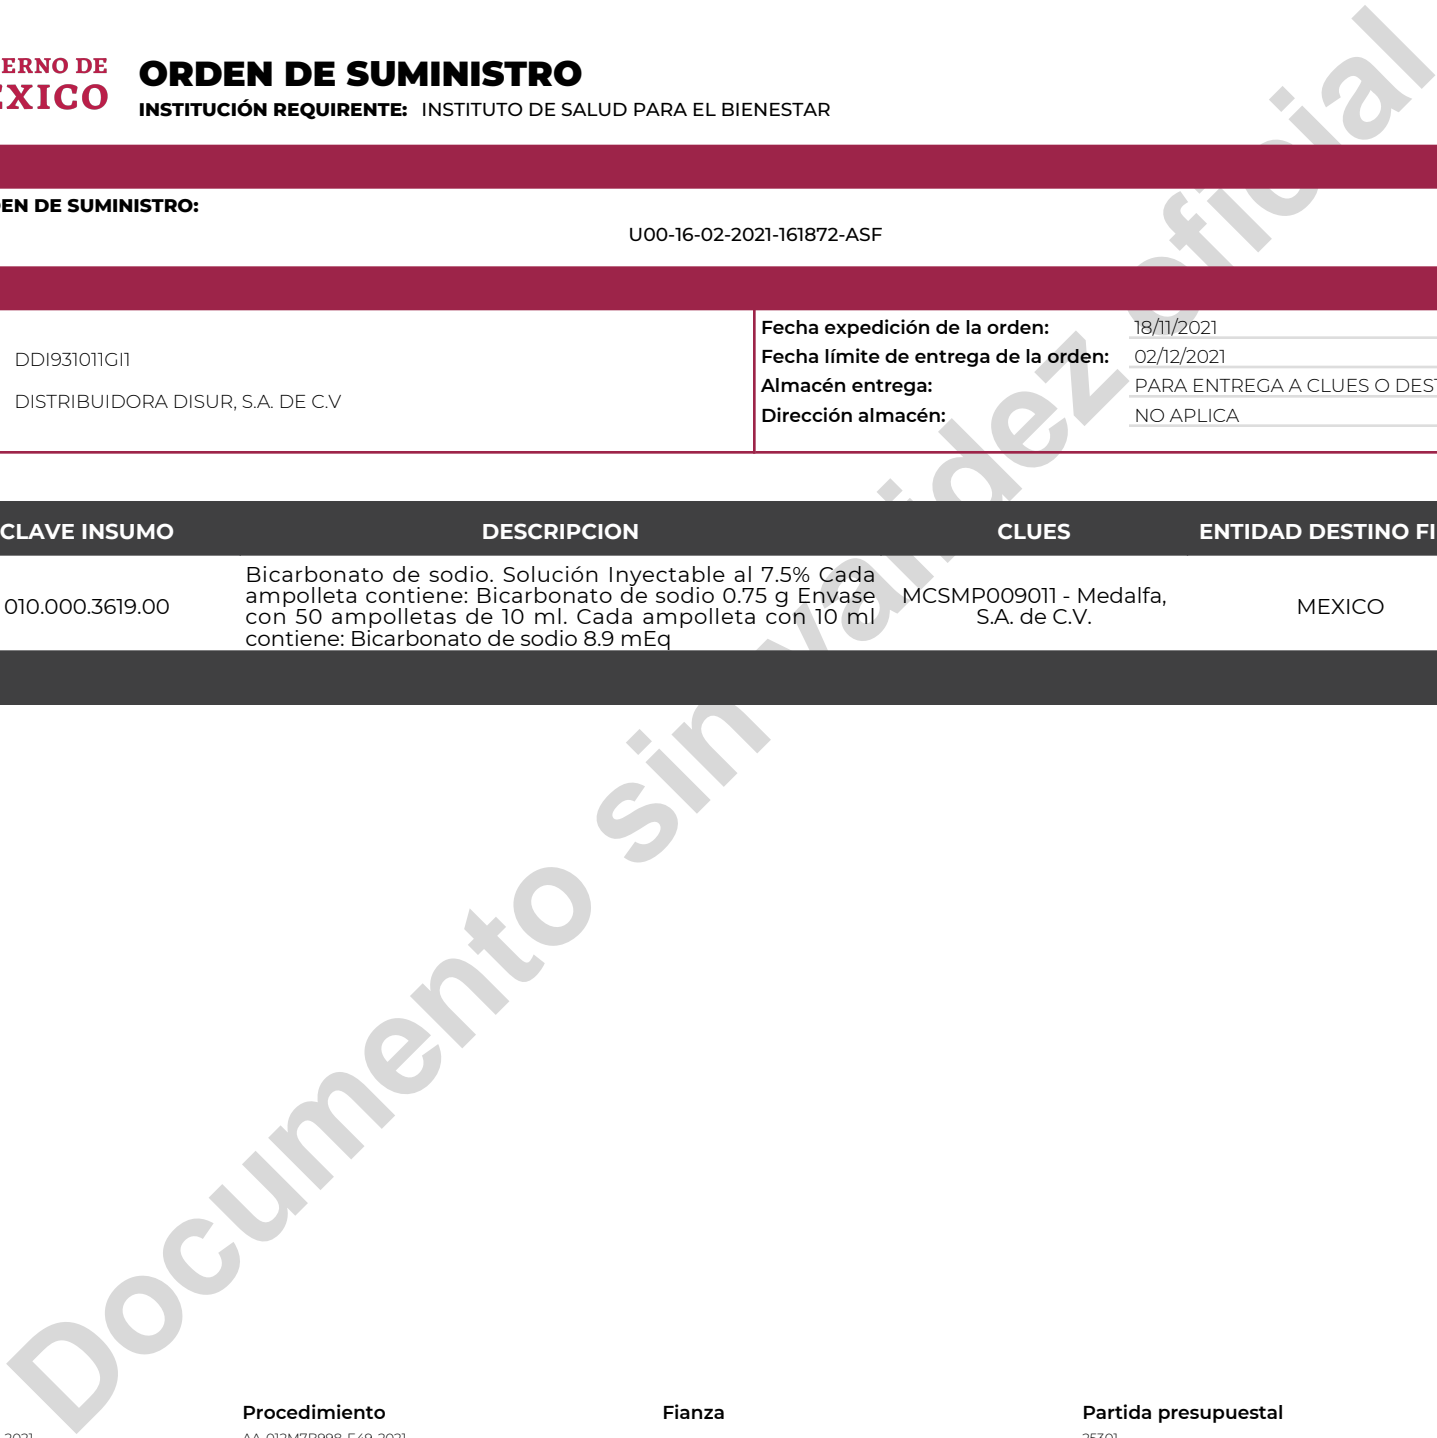 ERNO DE
EXICO
ORDEN DE SUMINISTRO
INSTITUCIÓN REQUIRENTE: INSTITUTO DE SALUD PARA EL BIENESTAR
EN DE SUMINISTRO:
U00-16-02-2021-161872-ASF
DDI931011GI1
DISTRIBUIDORA DISUR, S.A. DE C.V
Fecha expedición de la orden: 18/11/2021
Fecha límite de entrega de la orden: 02/12/2021
Almacén entrega: PARA ENTREGA A CLUES O DEST
Dirección almacén: NO APLICA
CLAVE INSUMO DESCRIPCION CLUES ENTIDAD DESTINO FI
010.000.3619.00
Bicarbonato de sodio. Solución Inyectable al 7.5% Cada
ampolleta contiene: Bicarbonato de sodio 0.75 g Envase
con 50 ampolletas de 10 ml. Cada ampolleta con 10 ml
contiene: Bicarbonato de sodio 8.9 mEq
MCSMP009011 - Medalfa,
S.A. de C.V.
MEXICO
Documento sin validez oficial
Procedimiento Fianza Partida presupuestal